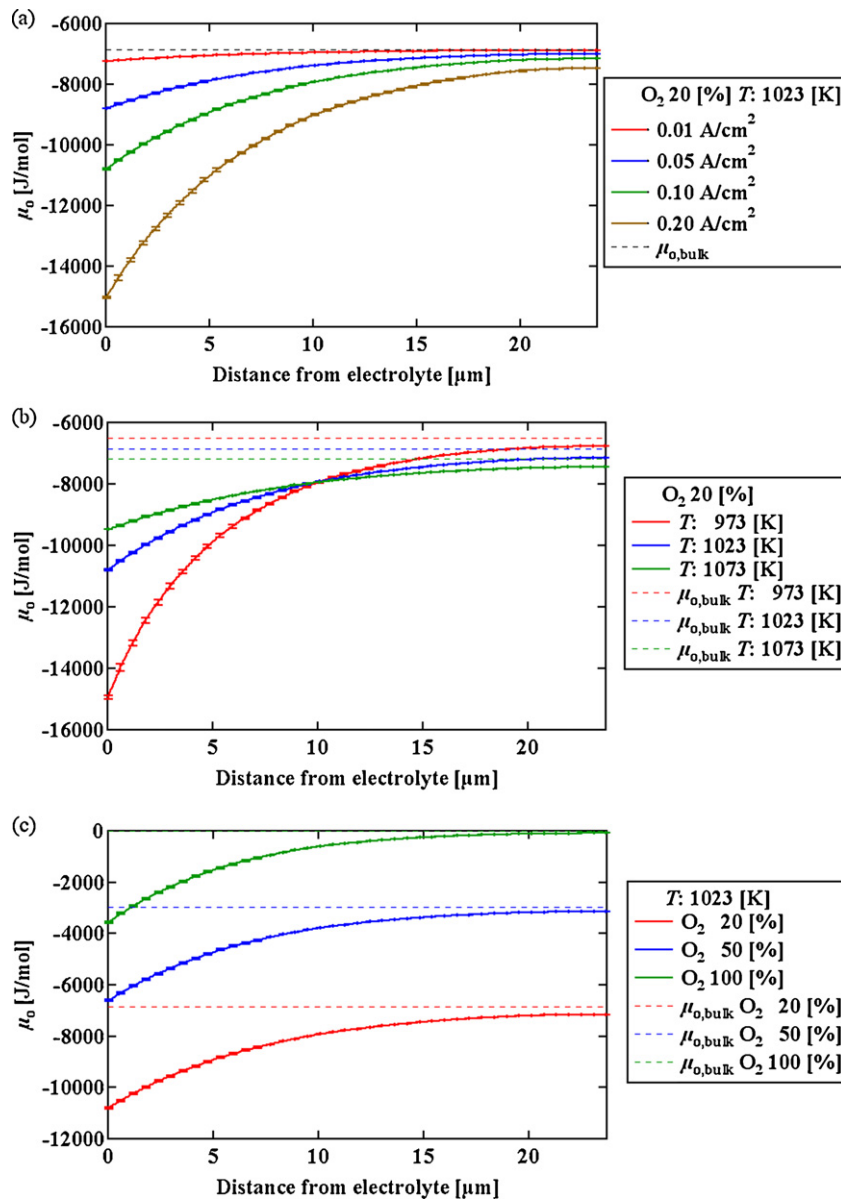 (a)
-6000
-8000
-10000
-12000
-14000
-16000
μo [J/mol]
0 5 10 15 20
Distance from electrolyte [μm]
O2 20 [%] T: 1023 [K]
0.01 A/cm2
0.05 A/cm2
0.10 A/cm2
0.20 A/cm2
μo,bulk
(b)
-6000
-8000
-10000
-12000
-14000
-16000
μo [J/mol]
0 5 10 15 20
Distance from electrolyte [μm]
O2 20 [%]
T: 973 [K]
T: 1023 [K]
T: 1073 [K]
μo,bulk T: 973 [K]
μo,bulk T: 1023 [K]
μo,bulk T: 1073 [K]
(c)
0
-2000
-4000
-6000
-8000
-10000
-12000
μo [J/mol]
0 5 10 15 20
Distance from electrolyte [μm]
T: 1023 [K]
O2 20 [%]
O2 50 [%]
O2 100 [%]
μo,bulk O2 20 [%]
μo,bulk O2 50 [%]
μo,bulk O2 100 [%]